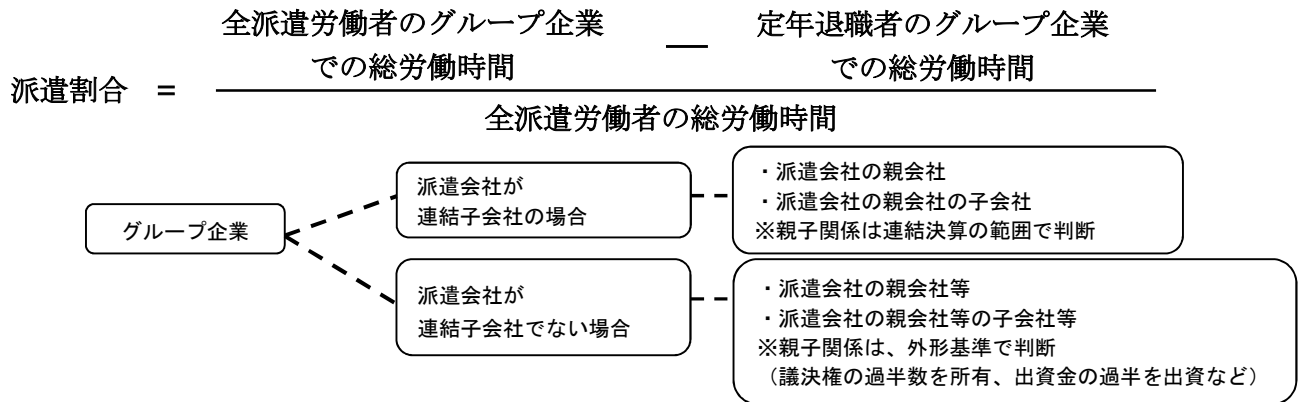 全派遣労働者のグループ企業
での総労働時間
―
定年退職者のグループ企業
での総労働時間
派遣割合 =
全派遣労働者の総労働時間
グループ企業
派遣会社が
連結子会社の場合
・派遣会社の親会社
・派遣会社の親会社の子会社
※親子関係は連結決算の範囲で判断
派遣会社が
連結子会社でない場合
・派遣会社の親会社等
・派遣会社の親会社等の子会社等
※親子関係は、外形基準で判断
（議決権の過半数を所有、出資金の過半を出資など）